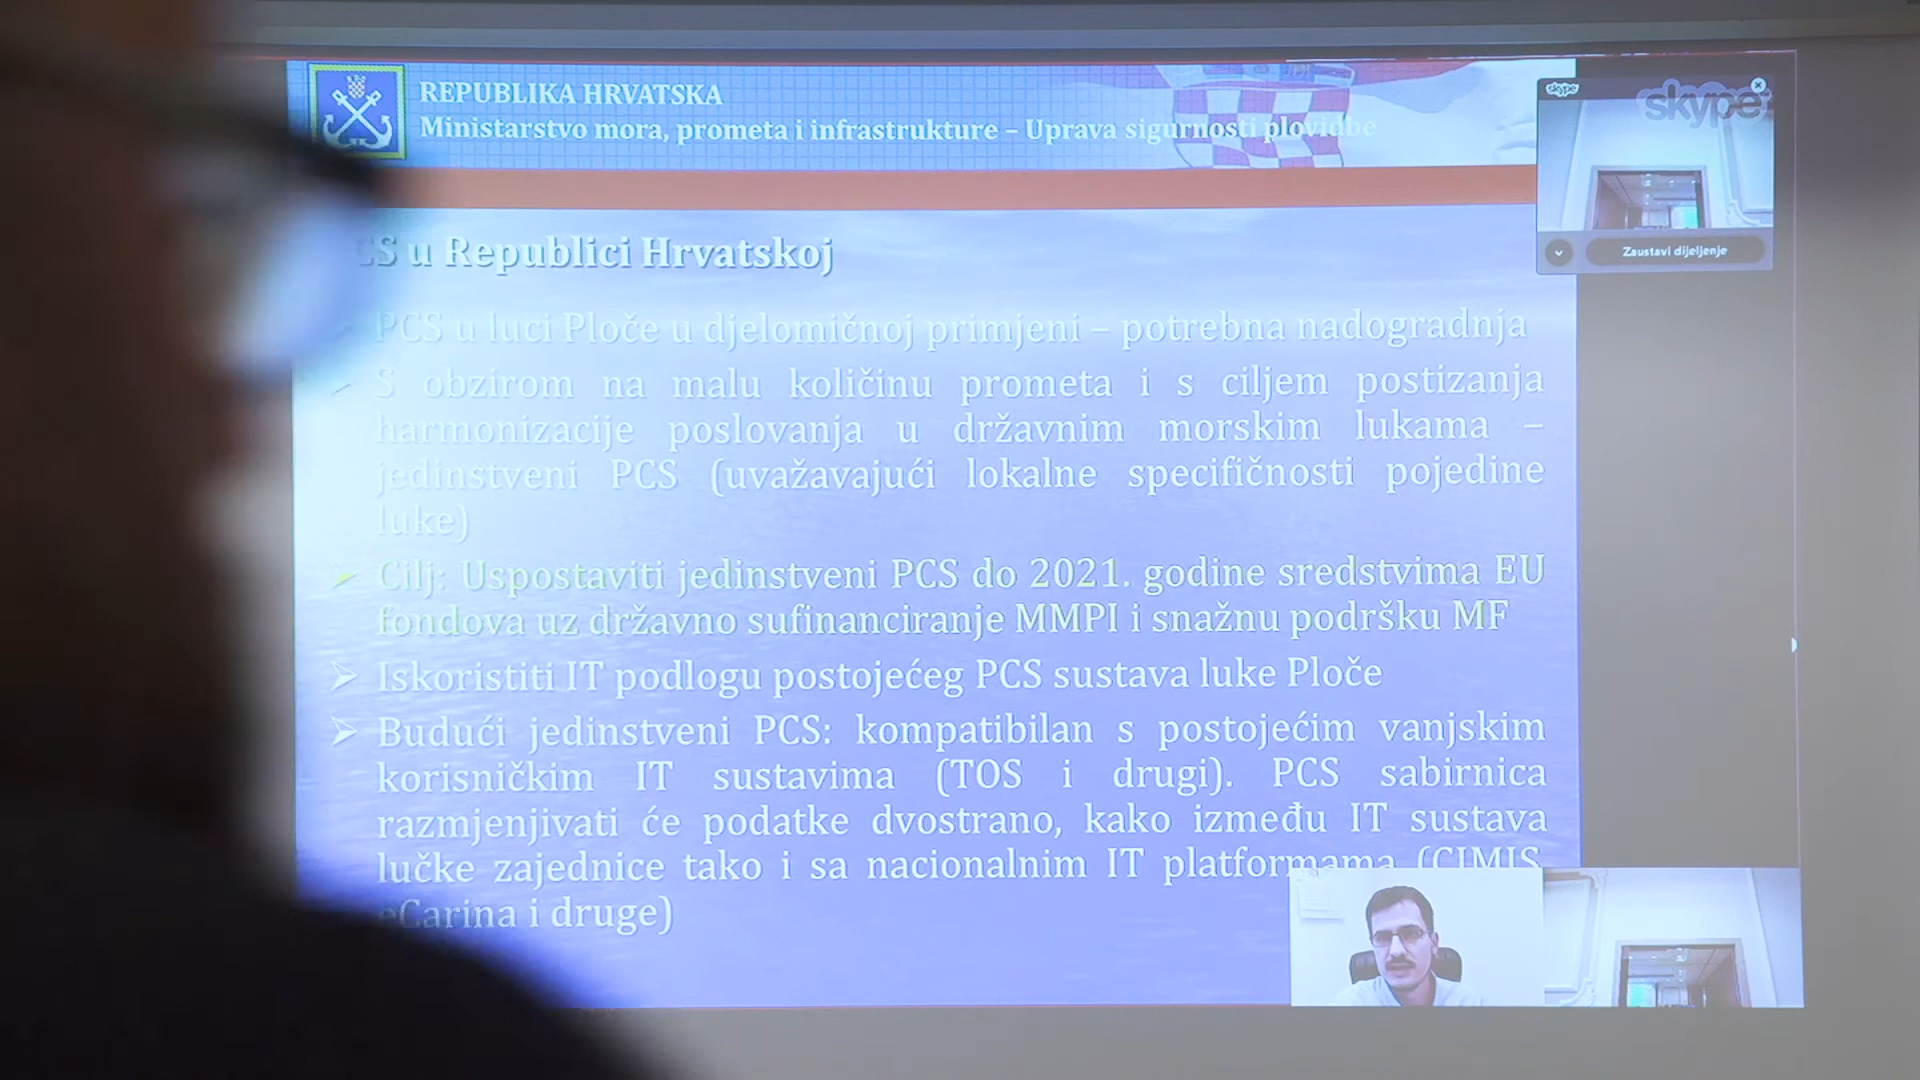 REPUBLIKA HRVATSKA
Ministarstvo mora, prometa i infrastrukture – Uprava sigurnosti plovidbe
skype
skype
Zaustavi dijeljenje
CS u Republici Hrvatskoj
PCS u luci Ploče u djelomičnoj primjeni – potrebna nadogradnja
S obzirom na malu količinu prometa i s ciljem postizanja
harmonizacije poslovanja u državnim morskim lukama –
jedinstveni PCS (uvažavajući lokalne specifičnosti pojedine
luke)
Cilj: Uspostaviti jedinstveni PCS do 2021. godine sredstvima EU
fondova uz državno sufinanciranje MMPI i snažnu podršku MF
Iskoristiti IT podlogu postojećeg PCS sustava luke Ploče
Budući jedinstveni PCS: kompatibilan s postojećim vanjskim
korisničkim IT sustavima (TOS i drugi). PCS sabirnica
razmjenjivati će podatke dvostrano, kako između IT sustava
lučke zajednice tako i sa nacionalnim IT platformama (CIMIS,
eCarina i druge)